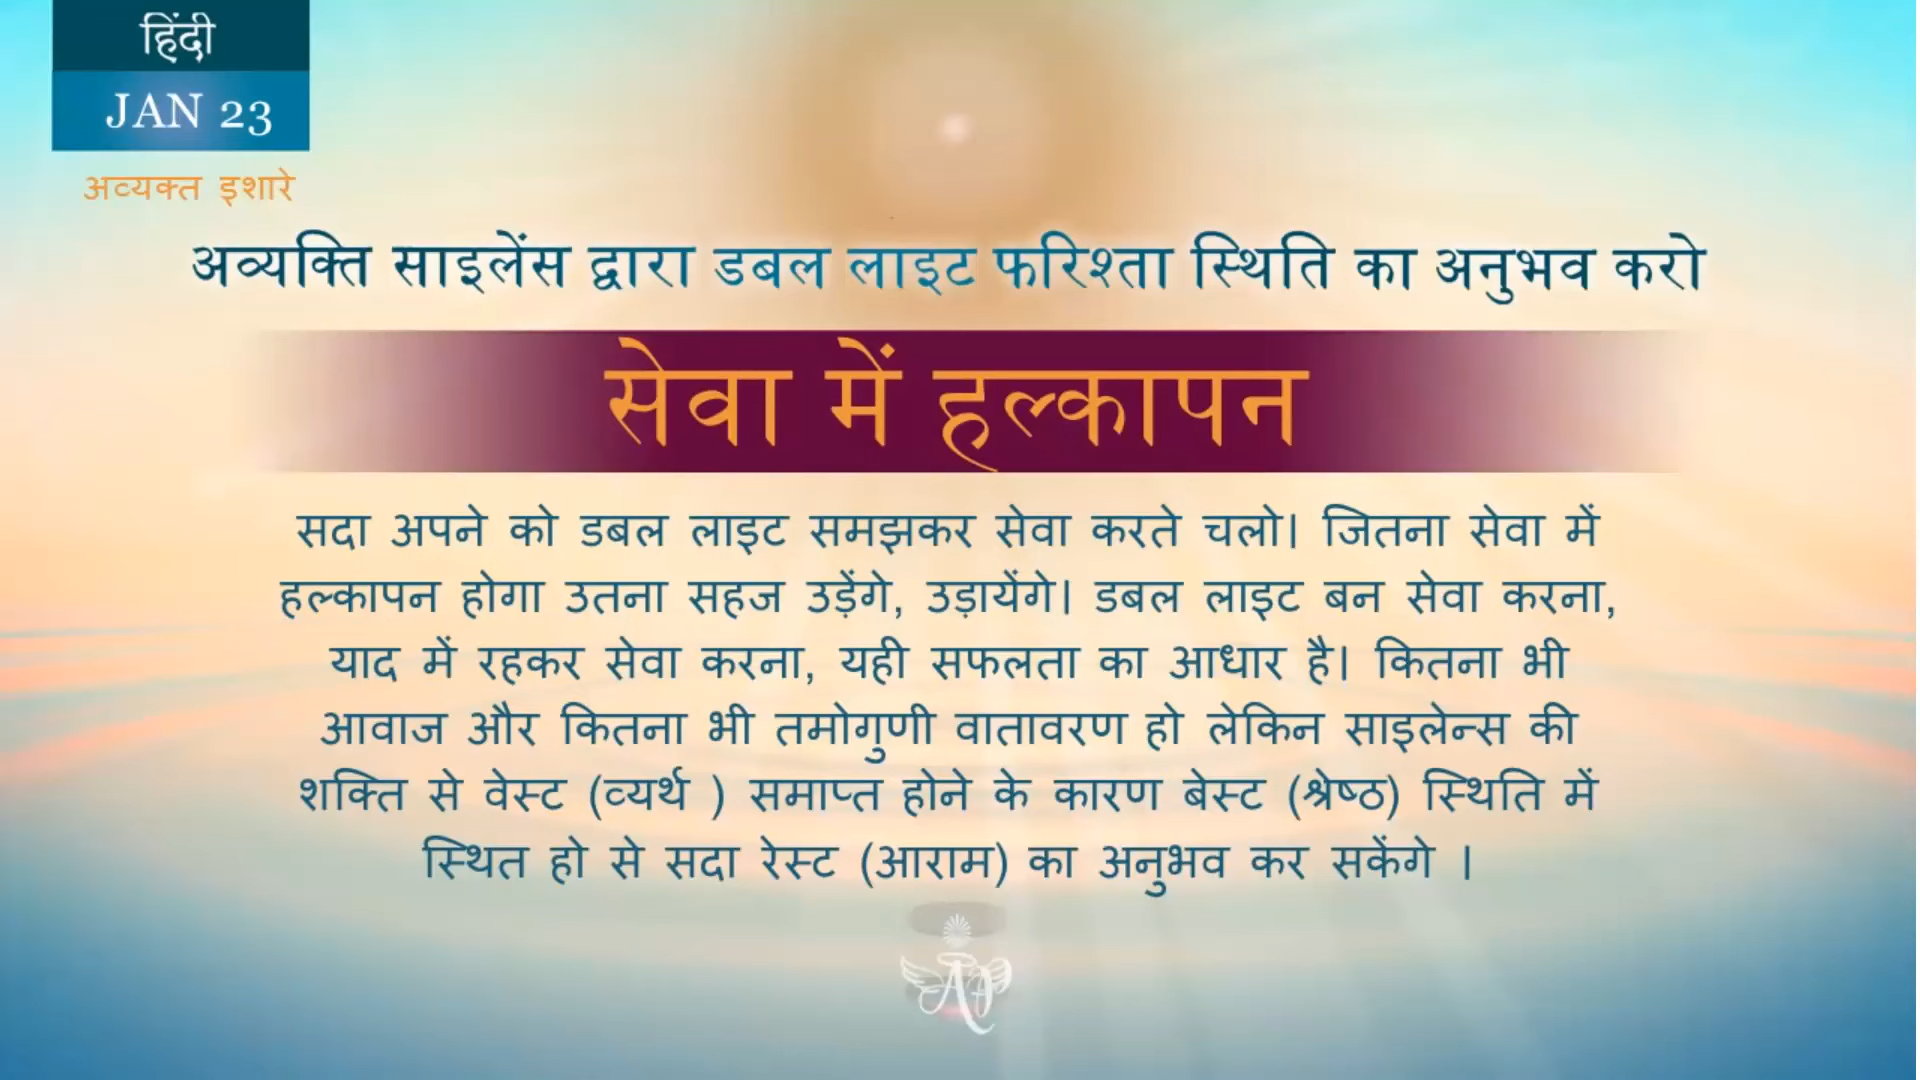 हिंदी
JAN 23
अव्यक्त इशारे
अव्यक्ति साइलेंस द्वारा डबल लाइट फरिश्ता स्थिति का अनुभव करो
सेवा में हल्कापन
सदा अपने को डबल लाइट समझकर सेवा करते चलो। जितना सेवा में
हल्कापन होगा उतना सहज उड़ेंगे, उड़ायेंगे। डबल लाइट बन सेवा करना,
याद में रहकर सेवा करना, यही सफलता का आधार है। कितना भी
आवाज और कितना भी तमोगुणी वातावरण हो लेकिन साइलेन्स की
शक्ति से वेस्ट (व्यर्थ ) समाप्त होने के कारण बेस्ट (श्रेष्ठ) स्थिति में
स्थित हो से सदा रेस्ट (आराम) का अनुभव कर सकेंगे ।